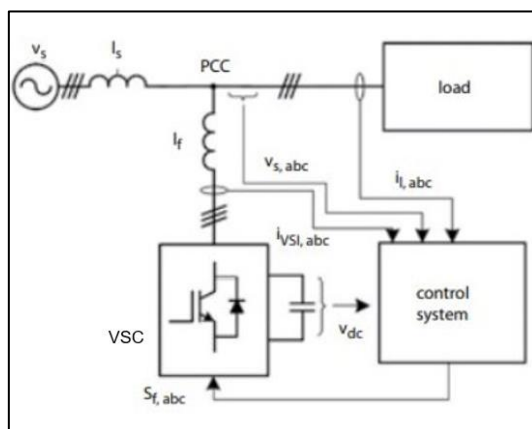 vs
ls
PCC
load
lf
vs, abc
il, abc
iVSI, abc
control
system
VSC
vdc
Sf, abc